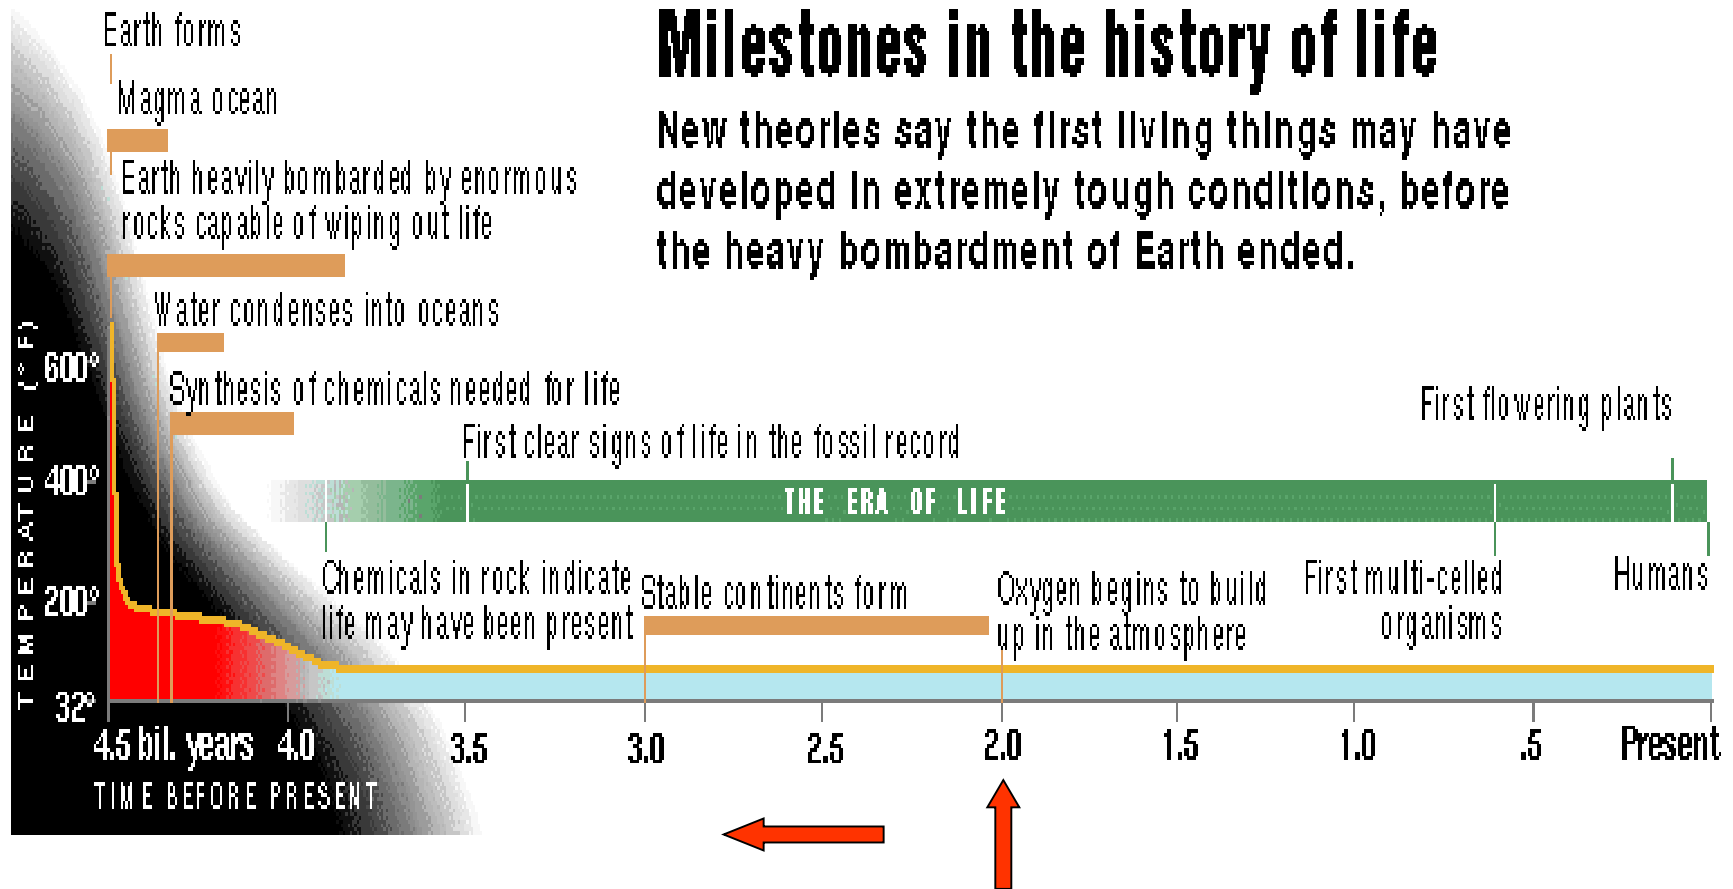 Milestones in the history of life
New theories say the first living things may have
developed in extremely tough conditions, before
the heavy bombardment of Earth ended.
Earth forms
Magma ocean
Earth heavily bombarded by enormous
rocks capable of wiping out life
Water condenses into oceans
Synthesis of chemicals needed for life
First clear signs of life in the fossil record
First flowering plants
THE ERA OF LIFE
Chemicals in rock indicate
life may have been present
Stable continents form
Oxygen begins to build
up in the atmosphere
First multi-celled
organisms
Humans
TEMPERATURE (°F)
600°
400°
200°
32°
4.5 bil. years
4.0
3.5
3.0
2.5
2.0
1.5
1.0
.5
Present
TIME BEFORE PRESENT